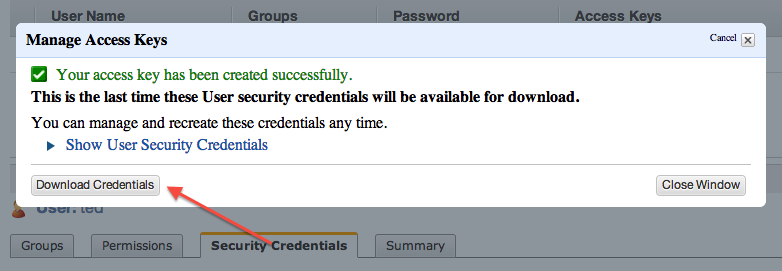 User Name Groups Password Access Keys
Manage Access Keys Cancel
Your access key has been created successfully.
This is the last time these User security credentials will be available for download.
You can manage and recreate these credentials any time.
Show User Security Credentials
Download Credentials Close Window
User: ted
Groups Permissions Security Credentials Summary